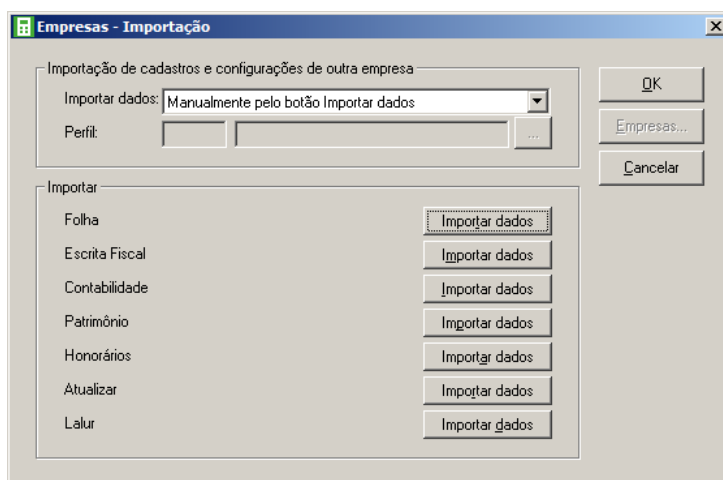 Empresas - Importação
Importação de cadastros e configurações de outra empresa
Importar dados: Manualmente pelo botão Importar dados
Perfil: ...
OK
Empresas...
Cancelar
Importar
Folha Importar dados
Escrita Fiscal Importar dados
Contabilidade Importar dados
Patrimônio Importar dados
Honorários Importar dados
Atualizar Importar dados
Lalur Importar dados